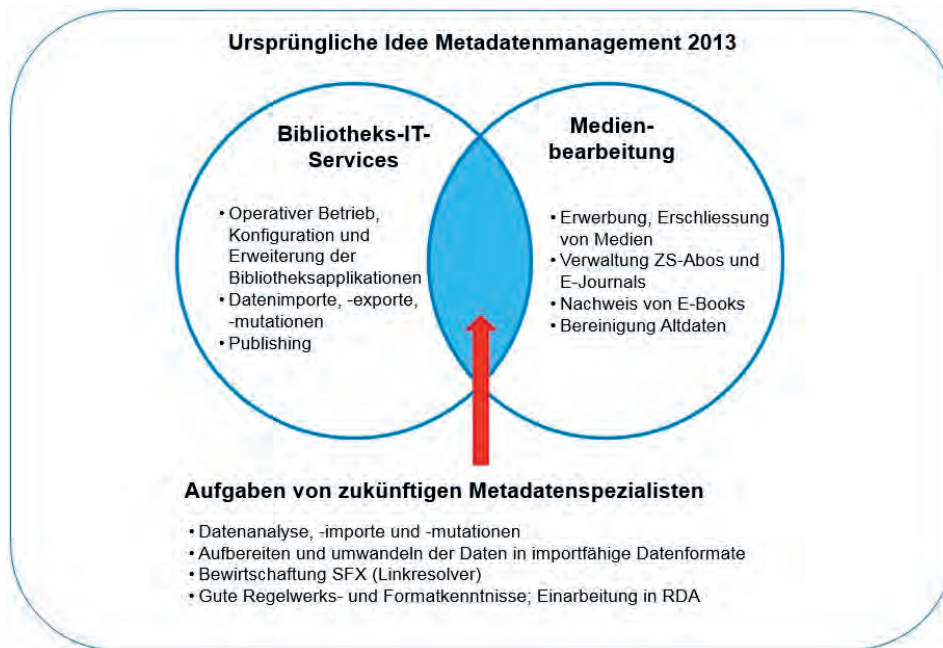 Ursprüngliche Idee Metadatenmanagement 2013
Bibliotheks-IT-
Services
• Operativer Betrieb,
Konfiguration und
Erweiterung der
Bibliotheksapplikationen
• Datenimporte, -exporte,
-mutationen
• Publishing
Medien-
bearbeitung
• Erwerbung, Erschliessung
von Medien
• Verwaltung ZS-Abos und
E-Journals
• Nachweis von E-Books
• Bereinigung Altdaten
Aufgaben von zukünftigen Metadatenspezialisten
• Datenanalyse, -importe und -mutationen
• Aufbereiten und umwandeln der Daten in importfähige Datenformate
• Bewirtschaftung SFX (Linkresolver)
• Gute Regelwerks- und Formatkenntnisse; Einarbeitung in RDA